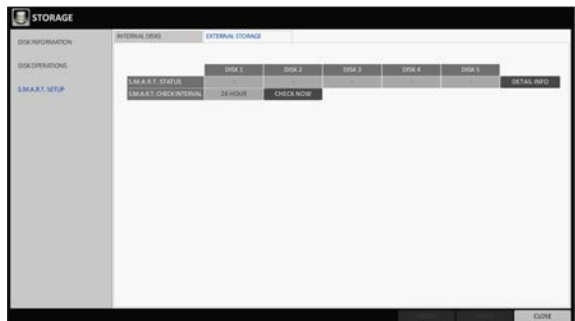 STORAGE
INTERNAL DISKS EXTERNAL STORAGE
DISK INFORMATION
DISK OPERATIONS
S.M.A.R.T. SETUP
DISK 1 DISK 2 DISK 3 DISK 4 DISK 5
S.M.A.R.T. STATUS - - - - - DETAIL INFO
S.M.A.R.T. CHECK INTERVAL 24 HOUR CHECK NOW
CLOSE